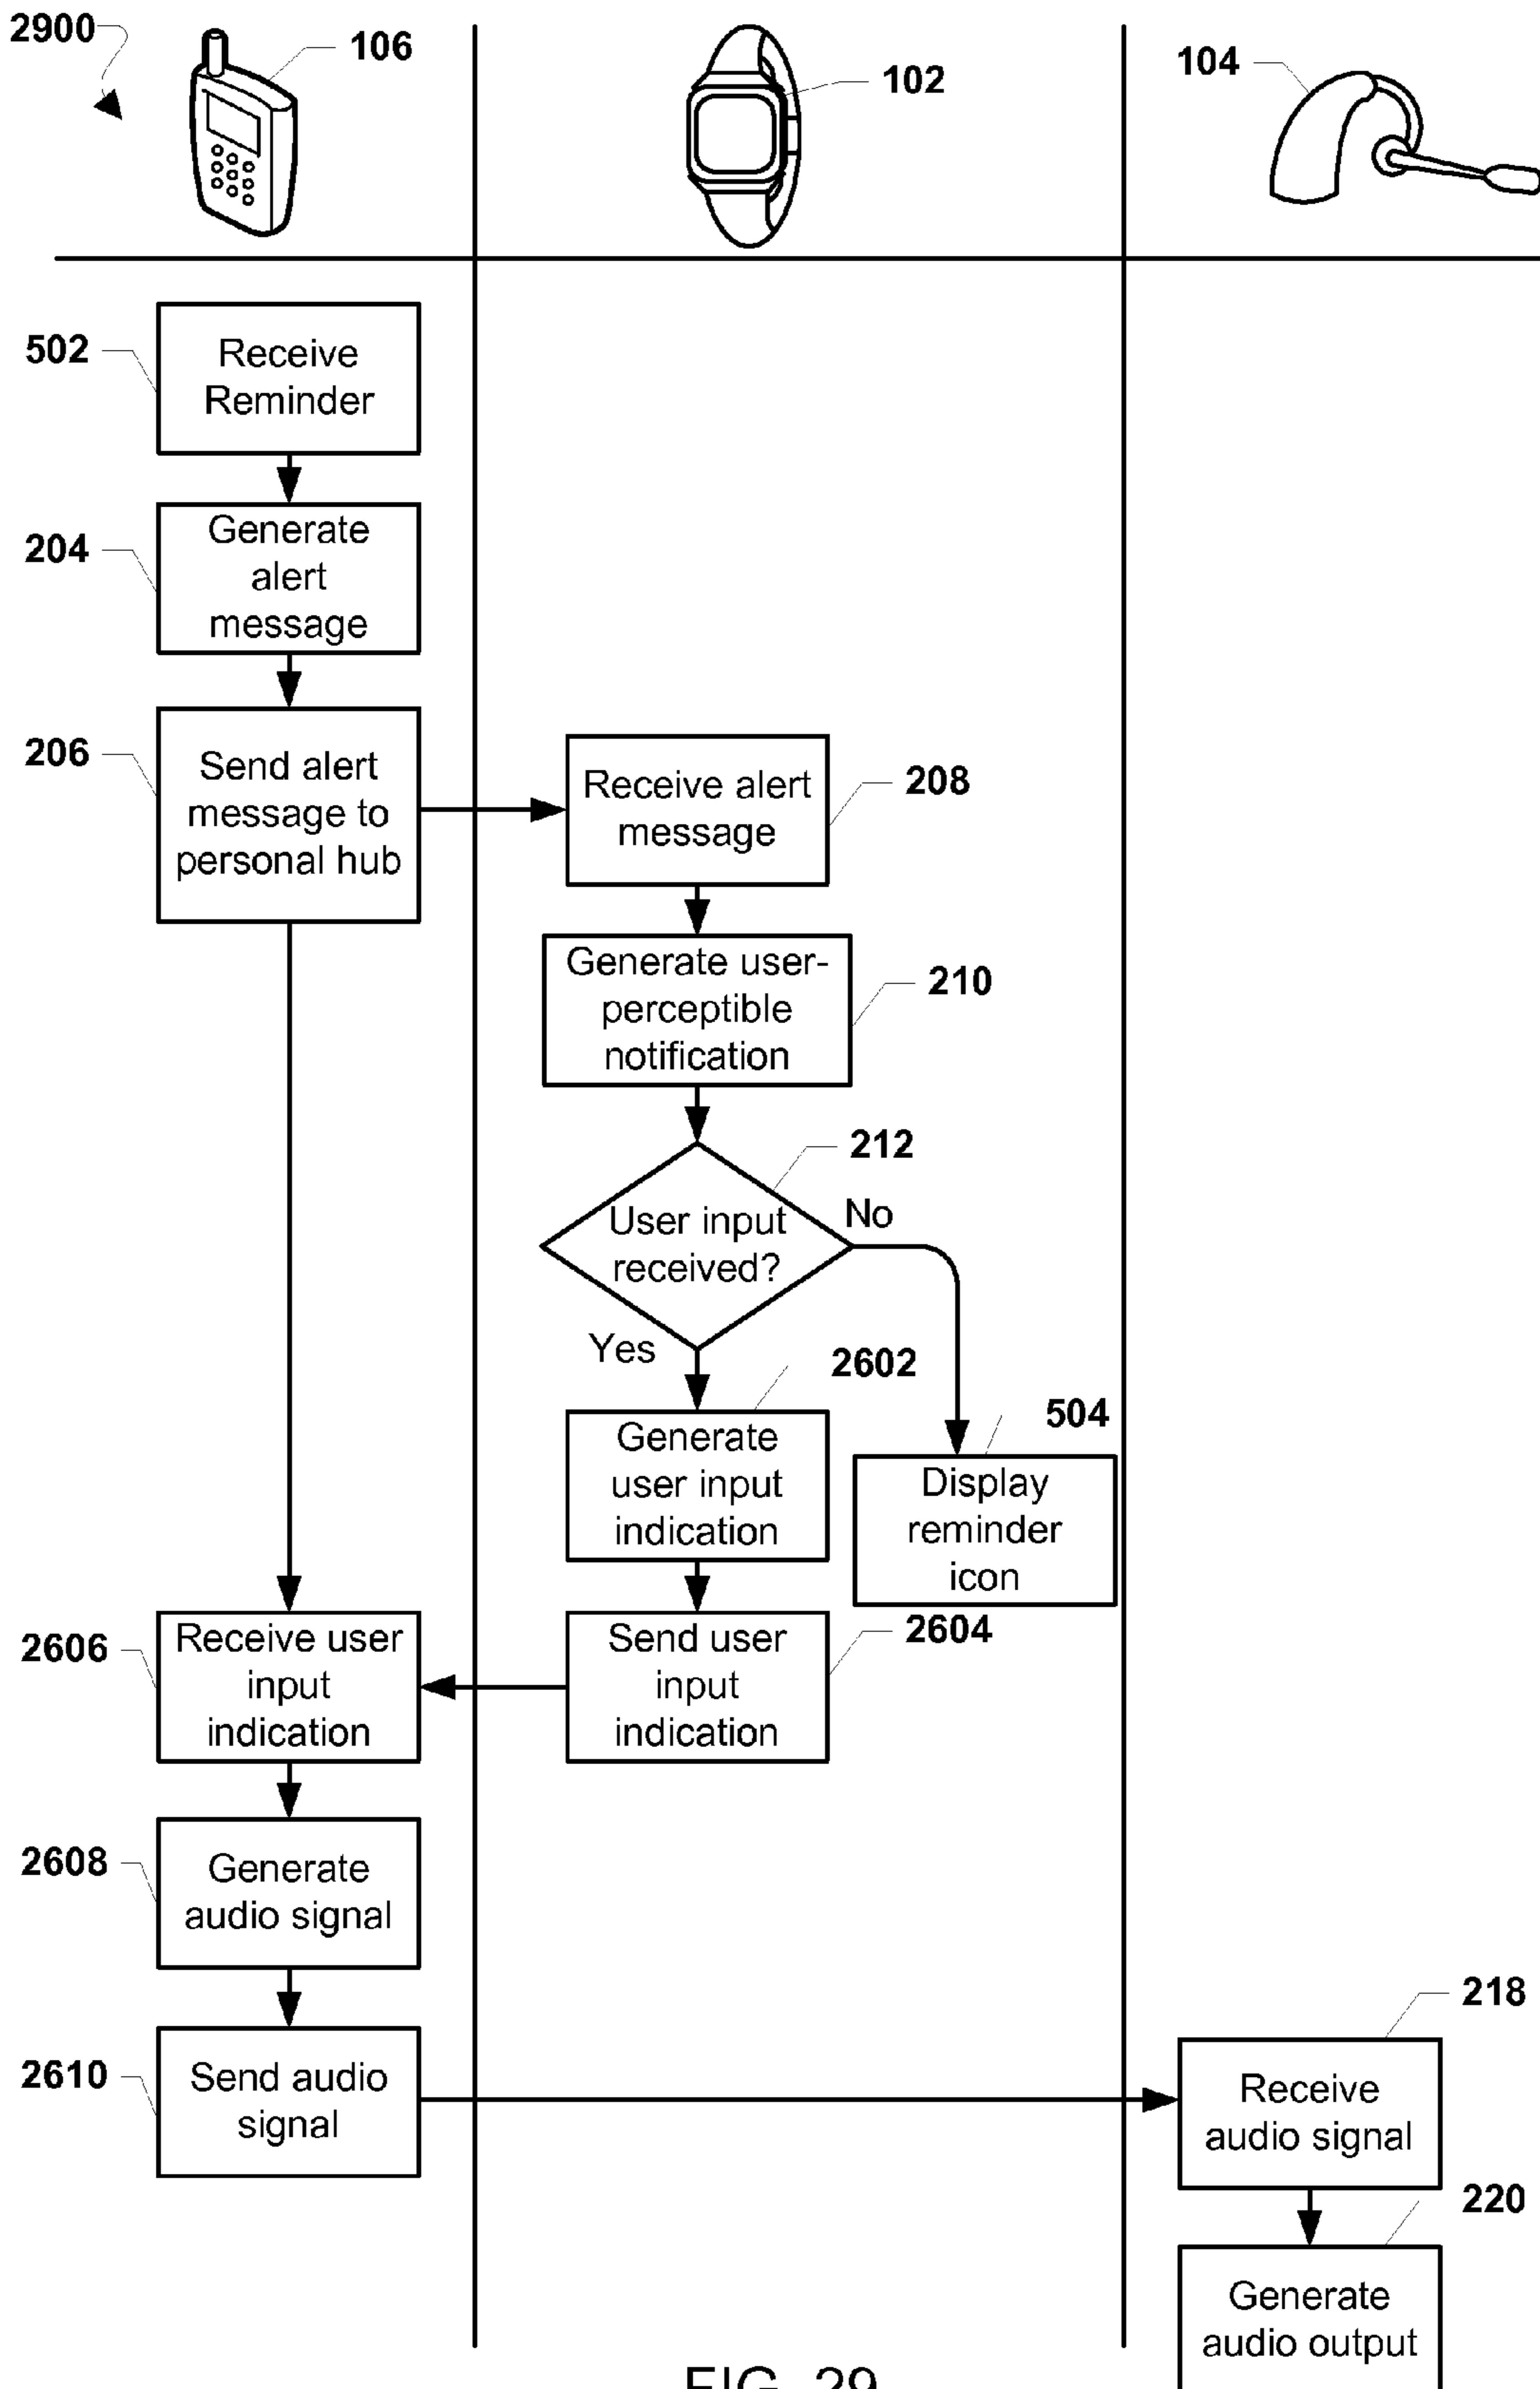 2900
106
102
104
502
Receive
Reminder
204
Generate
alert
message
206
Send alert
message to
personal hub
Receive alert
message
208
Generate user-
perceptible
notification
210
212
User input
received?
No
Yes
2602
Generate
user input
indication
504
Display
reminder
icon
2606
Receive user
input
indication
Send user
input
indication
2604
2608
Generate
audio signal
2610
Send audio
signal
218
Receive
audio signal
220
Generate
audio output
FIG. 29